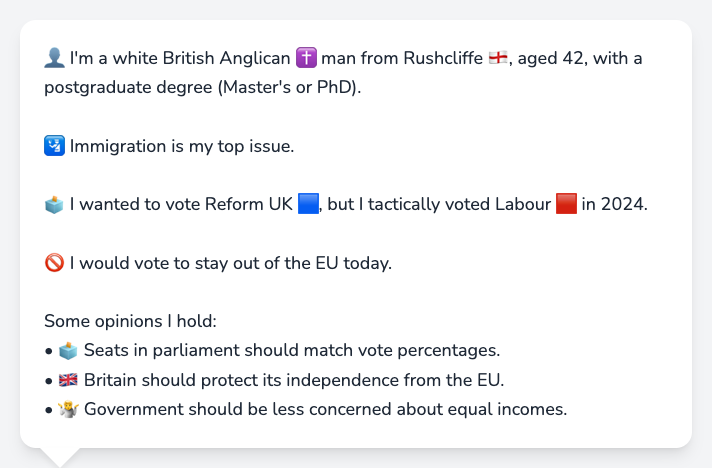 👤 I'm a white British Anglican ✝️ man from Rushcliffe 🏴󠁧󠁢󠁥󠁮󠁧󠁿, aged 42, with a
postgraduate degree (Master's or PhD).
🛂 Immigration is my top issue.
🗳️ I wanted to vote Reform UK 🟦, but I tactically voted Labour 🟥 in 2024.
🚫 I would vote to stay out of the EU today.
Some opinions I hold:
• 🗳️ Seats in parliament should match vote percentages.
• 🇬🇧 Britain should protect its independence from the EU.
• 🤷 Government should be less concerned about equal incomes.